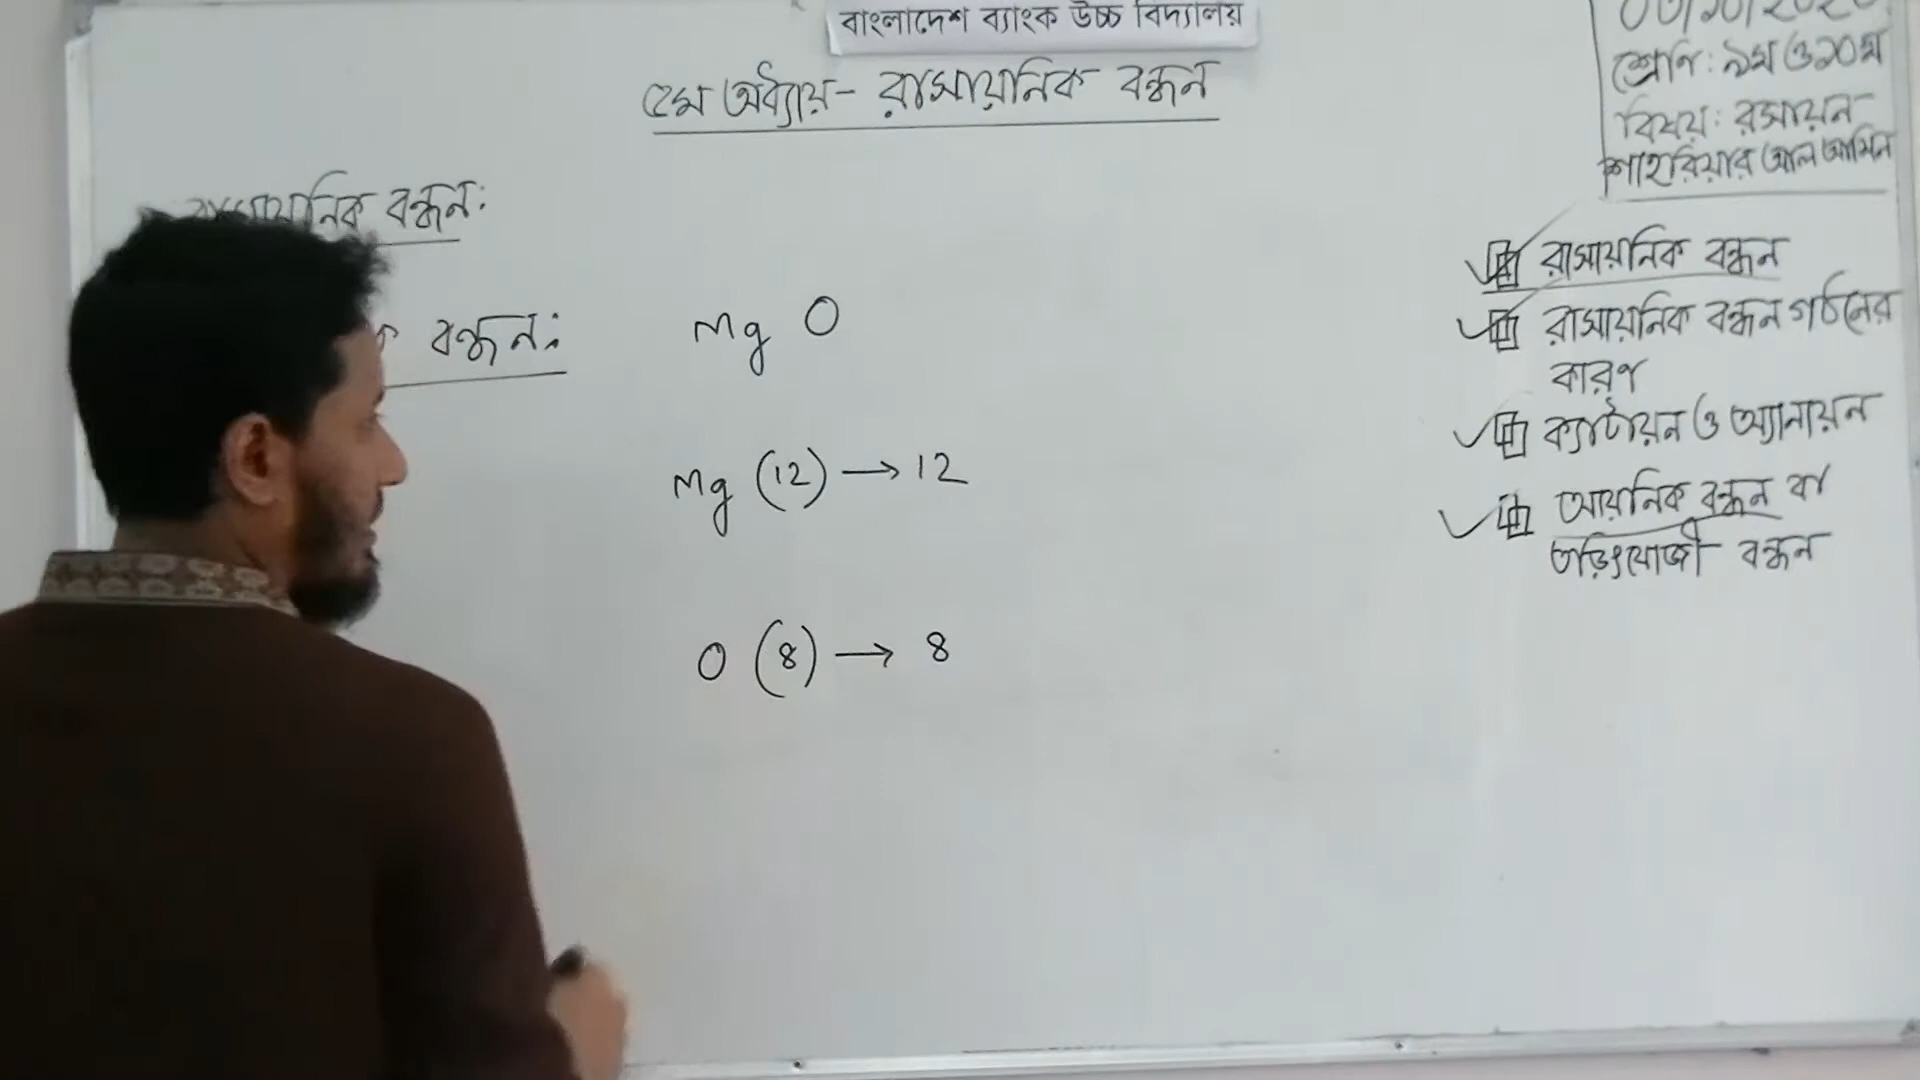 বাংলাদেশ ব্যাংক উচ্চ বিদ্যালয়
৫ম অধ্যায় - রাসায়নিক বন্ধন
শ্রেণি: ৯ম ও ১০ম
বিষয়: রসায়ন
শাহরিয়ার আল আমিন
রাসায়নিক বন্ধন:
বন্ধন:
Mg O
Mg (12) → 12
O (8) → 8
রাসায়নিক বন্ধন
রাসায়নিক বন্ধন গঠনের
কারণ
ক্যাটায়ন ও অ্যানায়ন
আয়নিক বন্ধন বা
তড়িৎযোজী বন্ধন